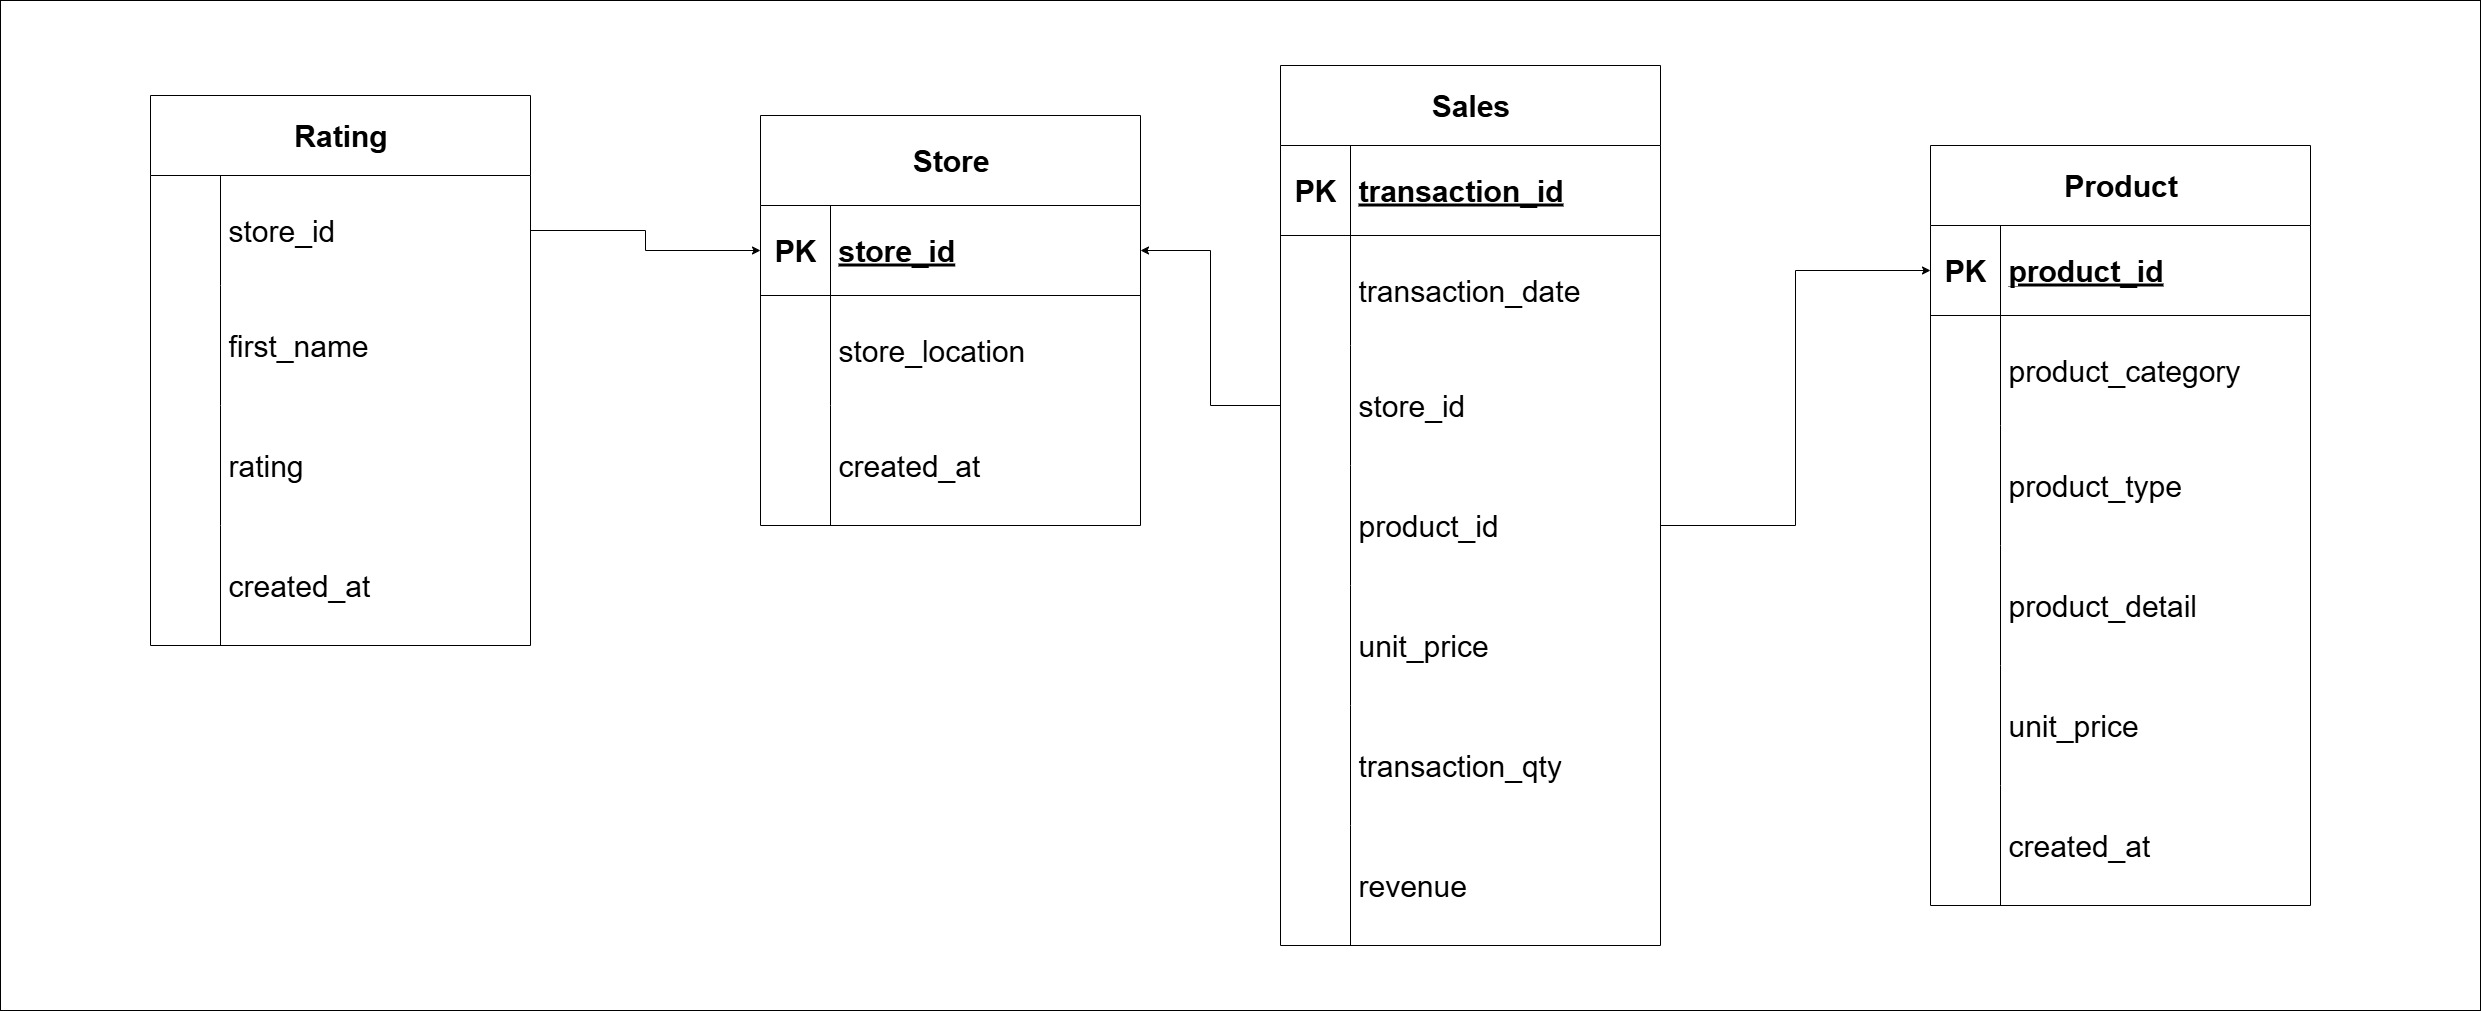 Rating
store_id
first_name
rating
created_at
Store
PK store_id
store_location
created_at
Sales
PK transaction_id
transaction_date
store_id
product_id
unit_price
transaction_qty
revenue
Product
PK product_id
product_category
product_type
product_detail
unit_price
created_at